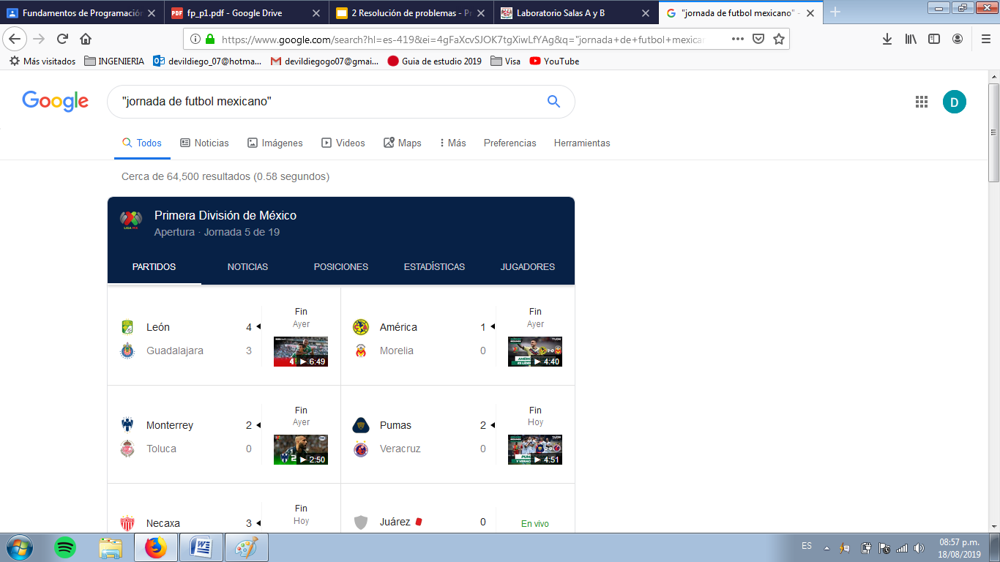 Fundamentos de Programación
fp_p1.pdf - Google Drive
2 Resolución de problemas - Pr
Laboratorio Salas A y B
"jornada de futbol mexicano" -
https://www.google.com/search?hl=es-419&ei=4gFaXcvSJOK7tgXiwLfYAg&q="jornada+de+futbol+mexican
Más visitados
INGENIERIA
devildiego_07@hotma...
devildiegogo07@gmai...
Guia de estudio 2019
Visa
YouTube
Google
"jornada de futbol mexicano"
D
Todos
Noticias
Imágenes
Videos
Maps
Más
Preferencias
Herramientas
Cerca de 64,500 resultados (0.58 segundos)
LIGA MX
Primera División de México
Apertura · Jornada 5 de 19
PARTIDOS
NOTICIAS
POSICIONES
ESTADÍSTICAS
JUGADORES
León 4
Guadalajara 3
Fin
Ayer
6:49
América 1
Morelia 0
Fin
Ayer
4:40
Monterrey 2
Toluca 0
Fin
Ayer
2:50
Pumas 2
Veracruz 0
Fin
Hoy
4:51
Necaxa 3
Fin
Hoy
Juárez 0
En vivo
ES
08:57 p.m.
18/08/2019